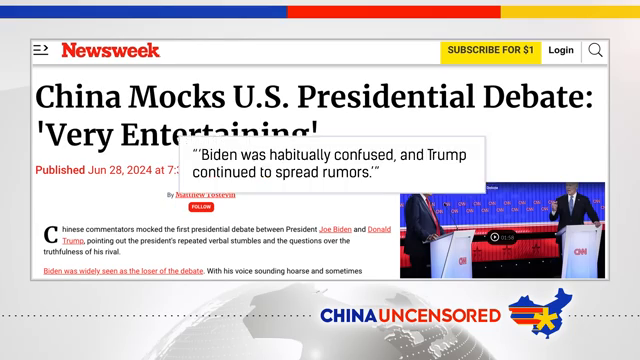 Newsweek
SUBSCRIBE FOR $1
Login
China Mocks U.S. Presidential Debate:
'Very Entertaining'
"'Biden was habitually confused, and Trump
continued to spread rumors.'"
Published Jun 28, 2024 at 7:
By Matthew Tostevin
FOLLOW
Chinese commentators mocked the first presidential debate between President Joe Biden and Donald
Trump, pointing out the president's repeated verbal stumbles and the questions over the
truthfulness of his rival.
Biden was widely seen as the loser of the debate. With his voice sounding hoarse and sometimes
CNN
CNN
01:58
CHINA UNCENSORED